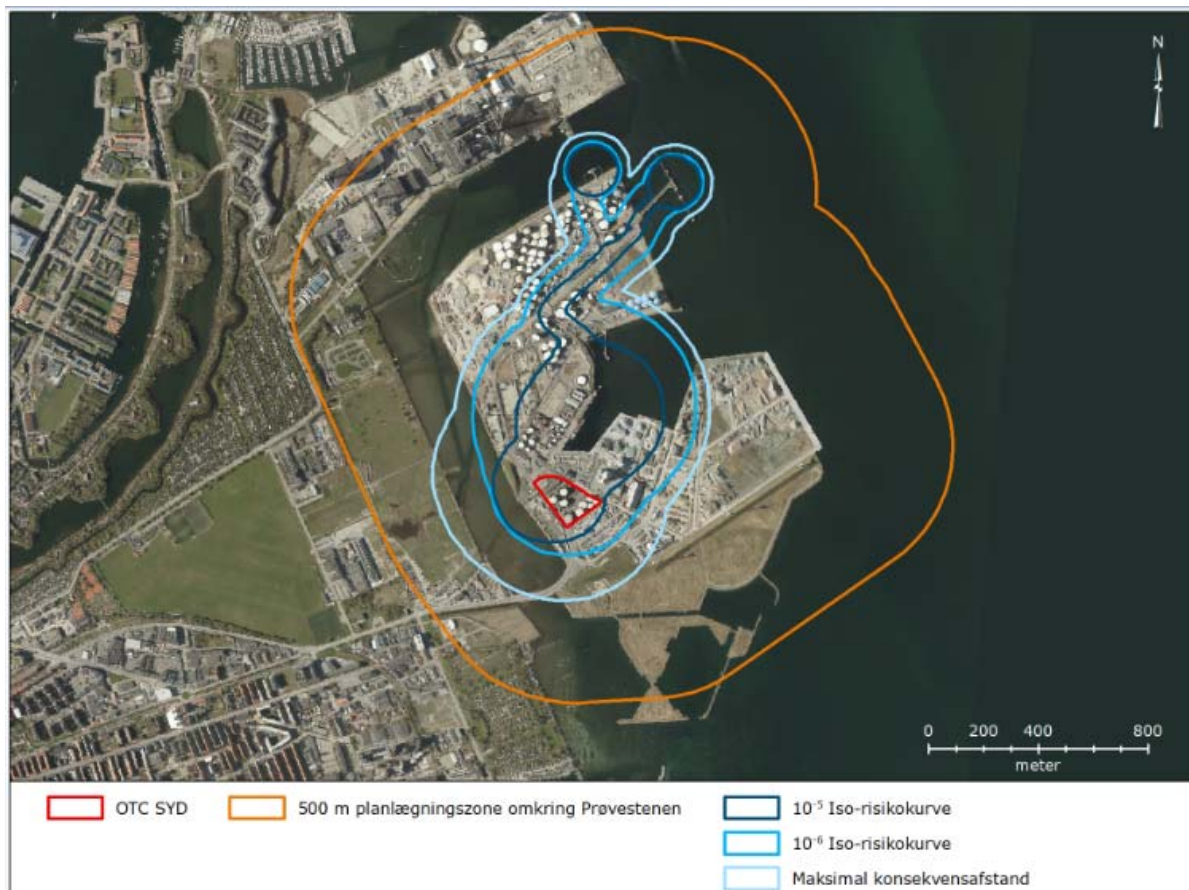 N
0 200 400 800
meter
OTC SYD
500 m planlægningszone omkring Prøvestenen
10⁻⁵ Iso-risikokurve
10⁻⁶ Iso-risikokurve
Maksimal konsekvensafstand